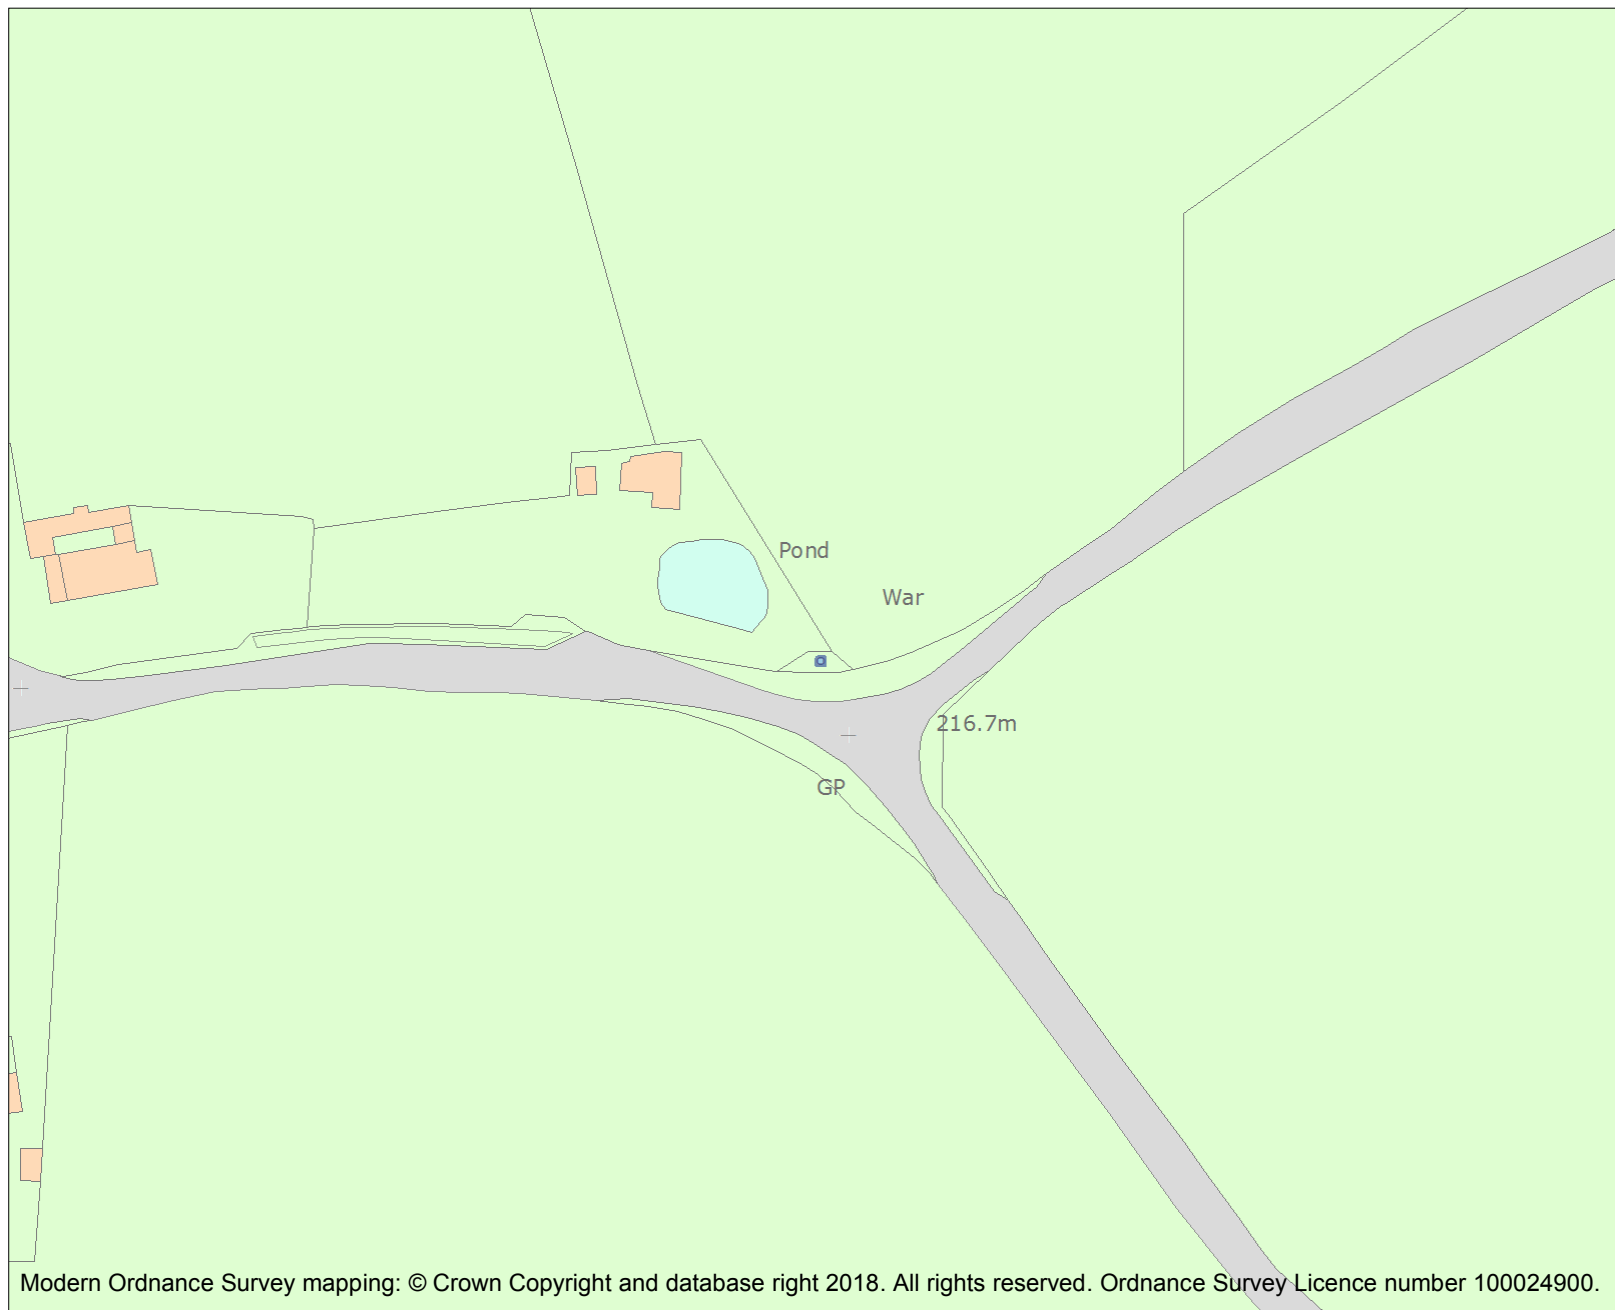 Pond
War
216.7m
GP
Modern Ordnance Survey mapping: © Crown Copyright and database right 2018. All rights reserved. Ordnance Survey Licence number 100024900.